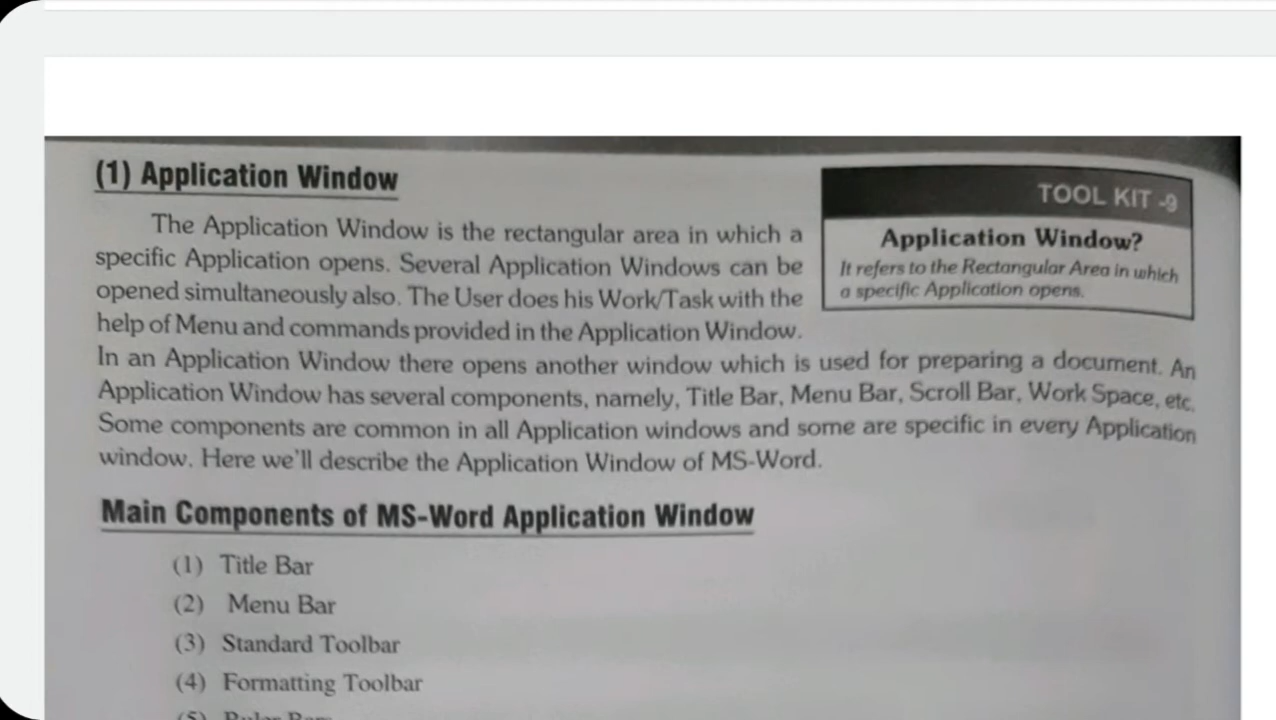 (1) Application Window
The Application Window is the rectangular area in which a
specific Application opens. Several Application Windows can be
opened simultaneously also. The User does his Work/Task with the
help of Menu and commands provided in the Application Window.
TOOL KIT -9
Application Window?
It refers to the Rectangular Area in which
a specific Application opens.
In an Application Window there opens another window which is used for preparing a document. An
Application Window has several components, namely, Title Bar, Menu Bar, Scroll Bar, Work Space, etc.
Some components are common in all Application windows and some are specific in every Application
window. Here we'll describe the Application Window of MS-Word.
Main Components of MS-Word Application Window
(1) Title Bar
(2) Menu Bar
(3) Standard Toolbar
(4) Formatting Toolbar
(5) Ruler Bar